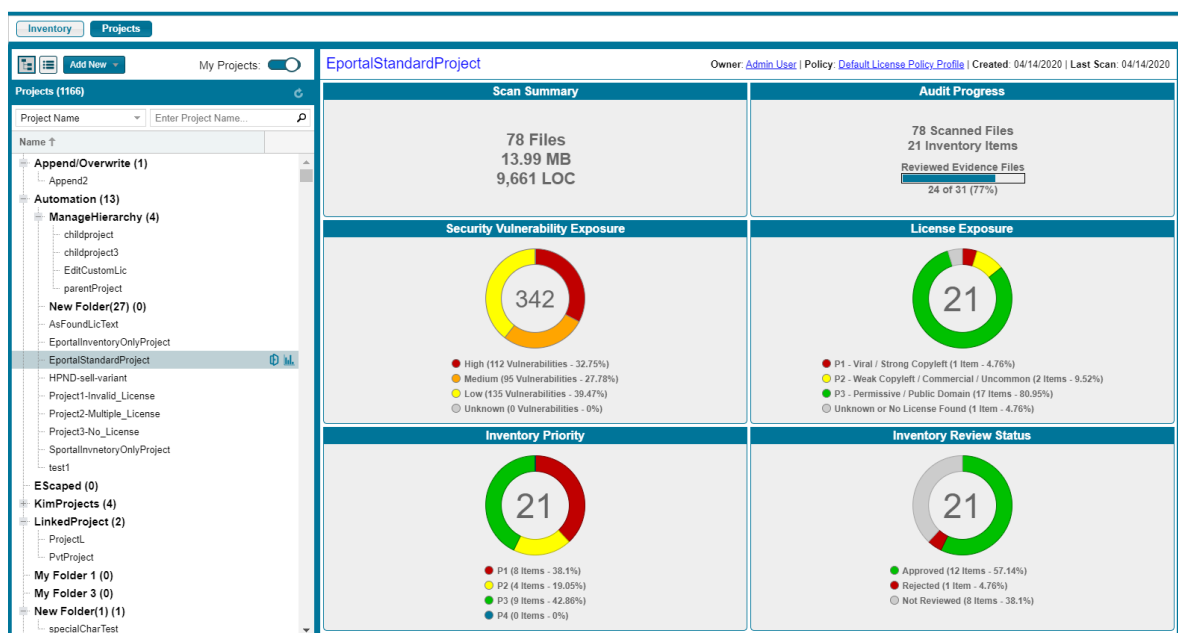 Inventory
Projects
Add New
My Projects:
Projects (1166)
Project Name
Enter Project Name...
Name
Append/Overwrite (1)
Append2
Automation (13)
ManageHierarchy (4)
childproject
childproject3
EditCustomLic
parentProject
New Folder(27) (0)
AsFoundLicText
EportalInventoryOnlyProject
EportalStandardProject
HPND-sell-variant
Project1-Invalid_License
Project2-Multiple_License
Project3-No_License
SportalInvnetoryOnlyProject
test1
EScaped (0)
KimProjects (4)
LinkedProject (2)
ProjectL
PvtProject
My Folder 1 (0)
My Folder 3 (0)
New Folder(1) (1)
specialCharTest
EportalStandardProject
Owner: Admin User | Policy: Default License Policy Profile | Created: 04/14/2020 | Last Scan: 04/14/2020
Scan Summary
78 Files
13.99 MB
9,661 LOC
Audit Progress
78 Scanned Files
21 Inventory Items
Reviewed Evidence Files
24 of 31 (77%)
Security Vulnerability Exposure
342
High (112 Vulnerabilities - 32.75%)
Medium (95 Vulnerabilities - 27.78%)
Low (135 Vulnerabilities - 39.47%)
Unknown (0 Vulnerabilities - 0%)
License Exposure
21
P1 - Viral / Strong Copyleft (1 Item - 4.76%)
P2 - Weak Copyleft / Commercial / Uncommon (2 Items - 9.52%)
P3 - Permissive / Public Domain (17 Items - 80.95%)
Unknown or No License Found (1 Item - 4.76%)
Inventory Priority
21
P1 (8 Items - 38.1%)
P2 (4 Items - 19.05%)
P3 (9 Items - 42.86%)
P4 (0 Items - 0%)
Inventory Review Status
21
Approved (12 Items - 57.14%)
Rejected (1 Item - 4.76%)
Not Reviewed (8 Items - 38.1%)